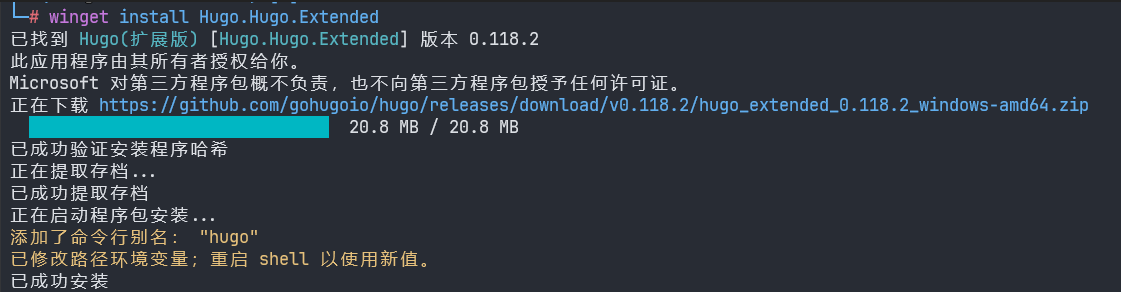 └─# winget install Hugo.Hugo.Extended
已找到 Hugo(扩展版) [Hugo.Hugo.Extended] 版本 0.118.2
此应用程序由其所有者授权给你。
Microsoft 对第三方程序包概不负责，也不向第三方程序包授予任何许可证。
正在下载 https://github.com/gohugoio/hugo/releases/download/v0.118.2/hugo_extended_0.118.2_windows-amd64.zip
20.8 MB / 20.8 MB
已成功验证安装程序哈希
正在提取存档...
已成功提取存档
正在启动程序包安装...
添加了命令行别名： "hugo"
已修改路径环境变量；重启 shell 以使用新值。
已成功安装